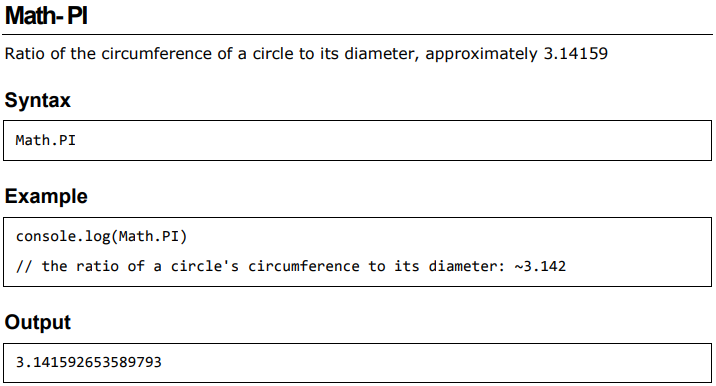 Math- PI
Ratio of the circumference of a circle to its diameter, approximately 3.14159
Syntax
Math.PI
Example
console.log(Math.PI)
// the ratio of a circle's circumference to its diameter: ~3.142
Output
3.141592653589793